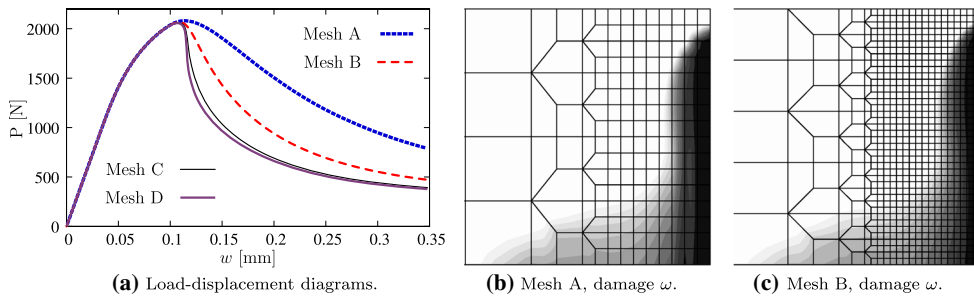 2000
1500
1000
500
0
P [N]
Mesh A
Mesh B
Mesh C
Mesh D
0 0.05 0.1 0.15 0.2 0.25 0.3 0.35
w [mm]
(a) Load-displacement diagrams.
(b) Mesh A, damage ω.
(c) Mesh B, damage ω.